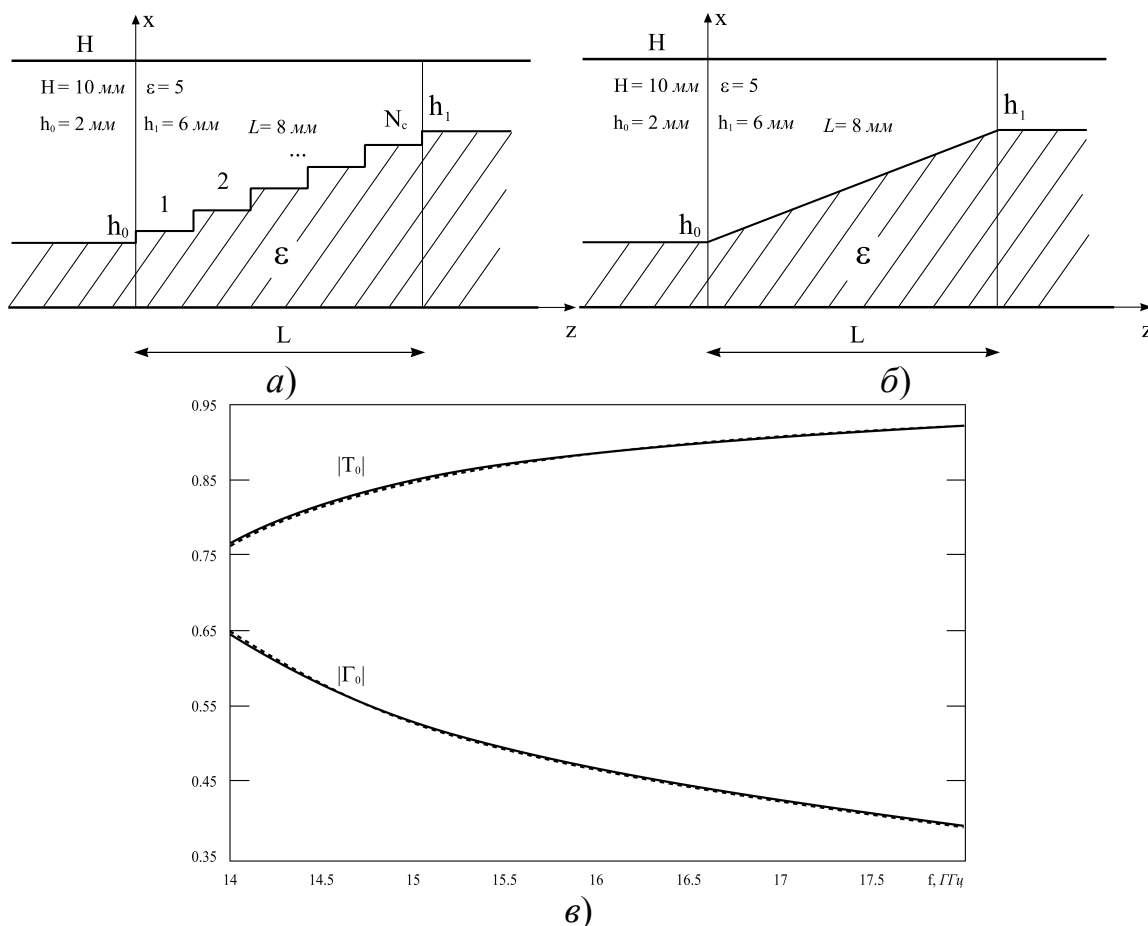 x
H
H = 10 мм ε = 5
h₀ = 2 мм h₁ = 6 мм L= 8 мм
N_c h₁
...
2
1
h₀
ε
z
L
а)
x
H
H = 10 мм ε = 5
h₀ = 2 мм h₁ = 6 мм L= 8 мм
h₁
h₀
ε
z
L
б)
0.95
0.85
0.75
0.65
0.55
0.45
0.35
|T₀|
|Γ₀|
14 14.5 15 15.5 16 16.5 17 17.5 f, ГГц
в)